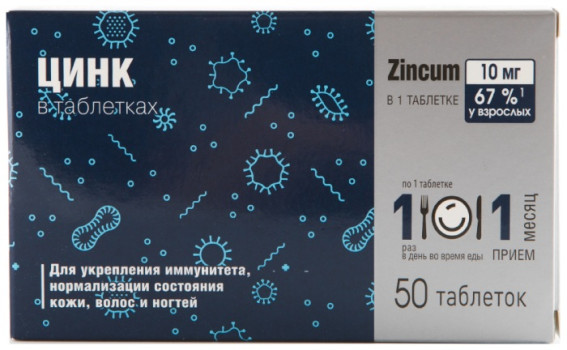 ЦИНК
в таблетках
Для укрепления иммунитета,
нормализации состояния
кожи, волос и ногтей
Zincum 10 мг
В 1 ТАБЛЕТКЕ 67 %¹
у взрослых
по 1 таблетке
1 1 месяц
раз
в день во время еды ПРИЕМ
50 таблеток